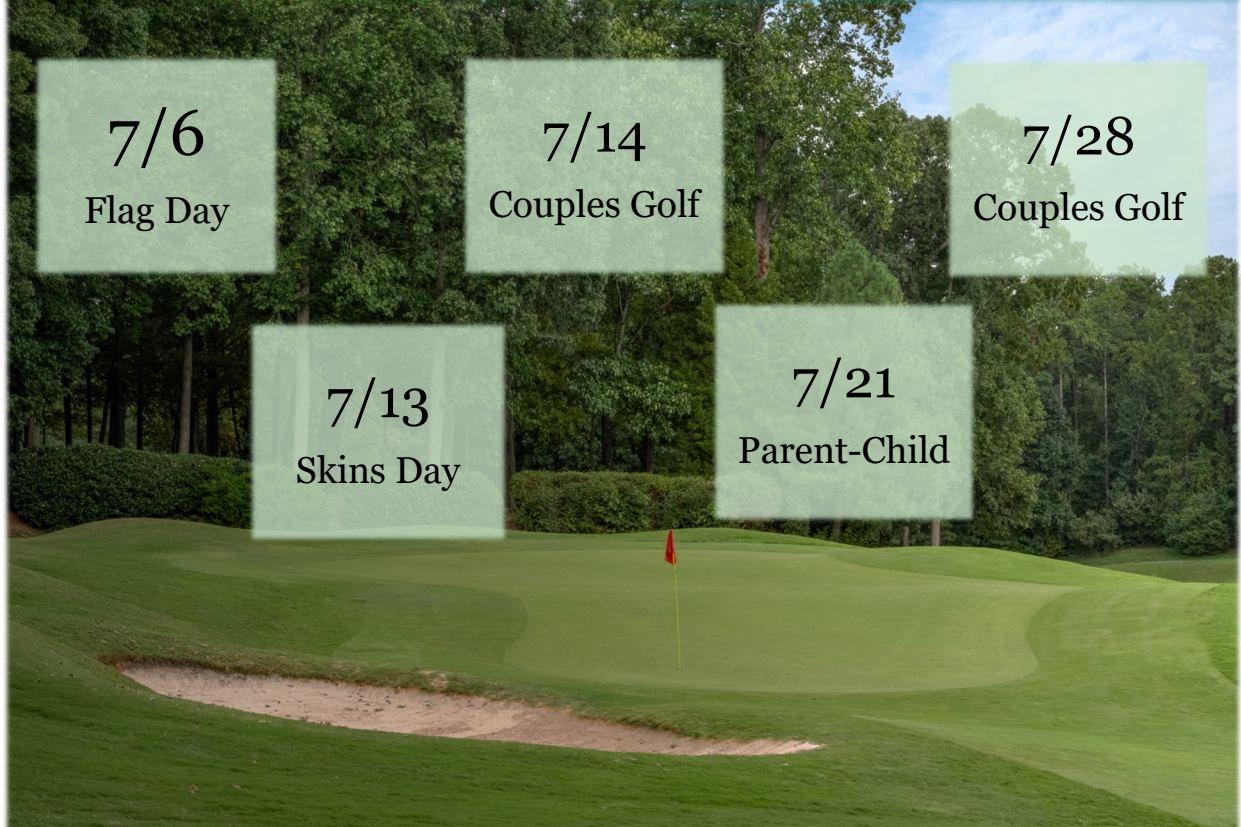 7/6
Flag Day
7/14
Couples Golf
7/28
Couples Golf
7/13
Skins Day
7/21
Parent-Child